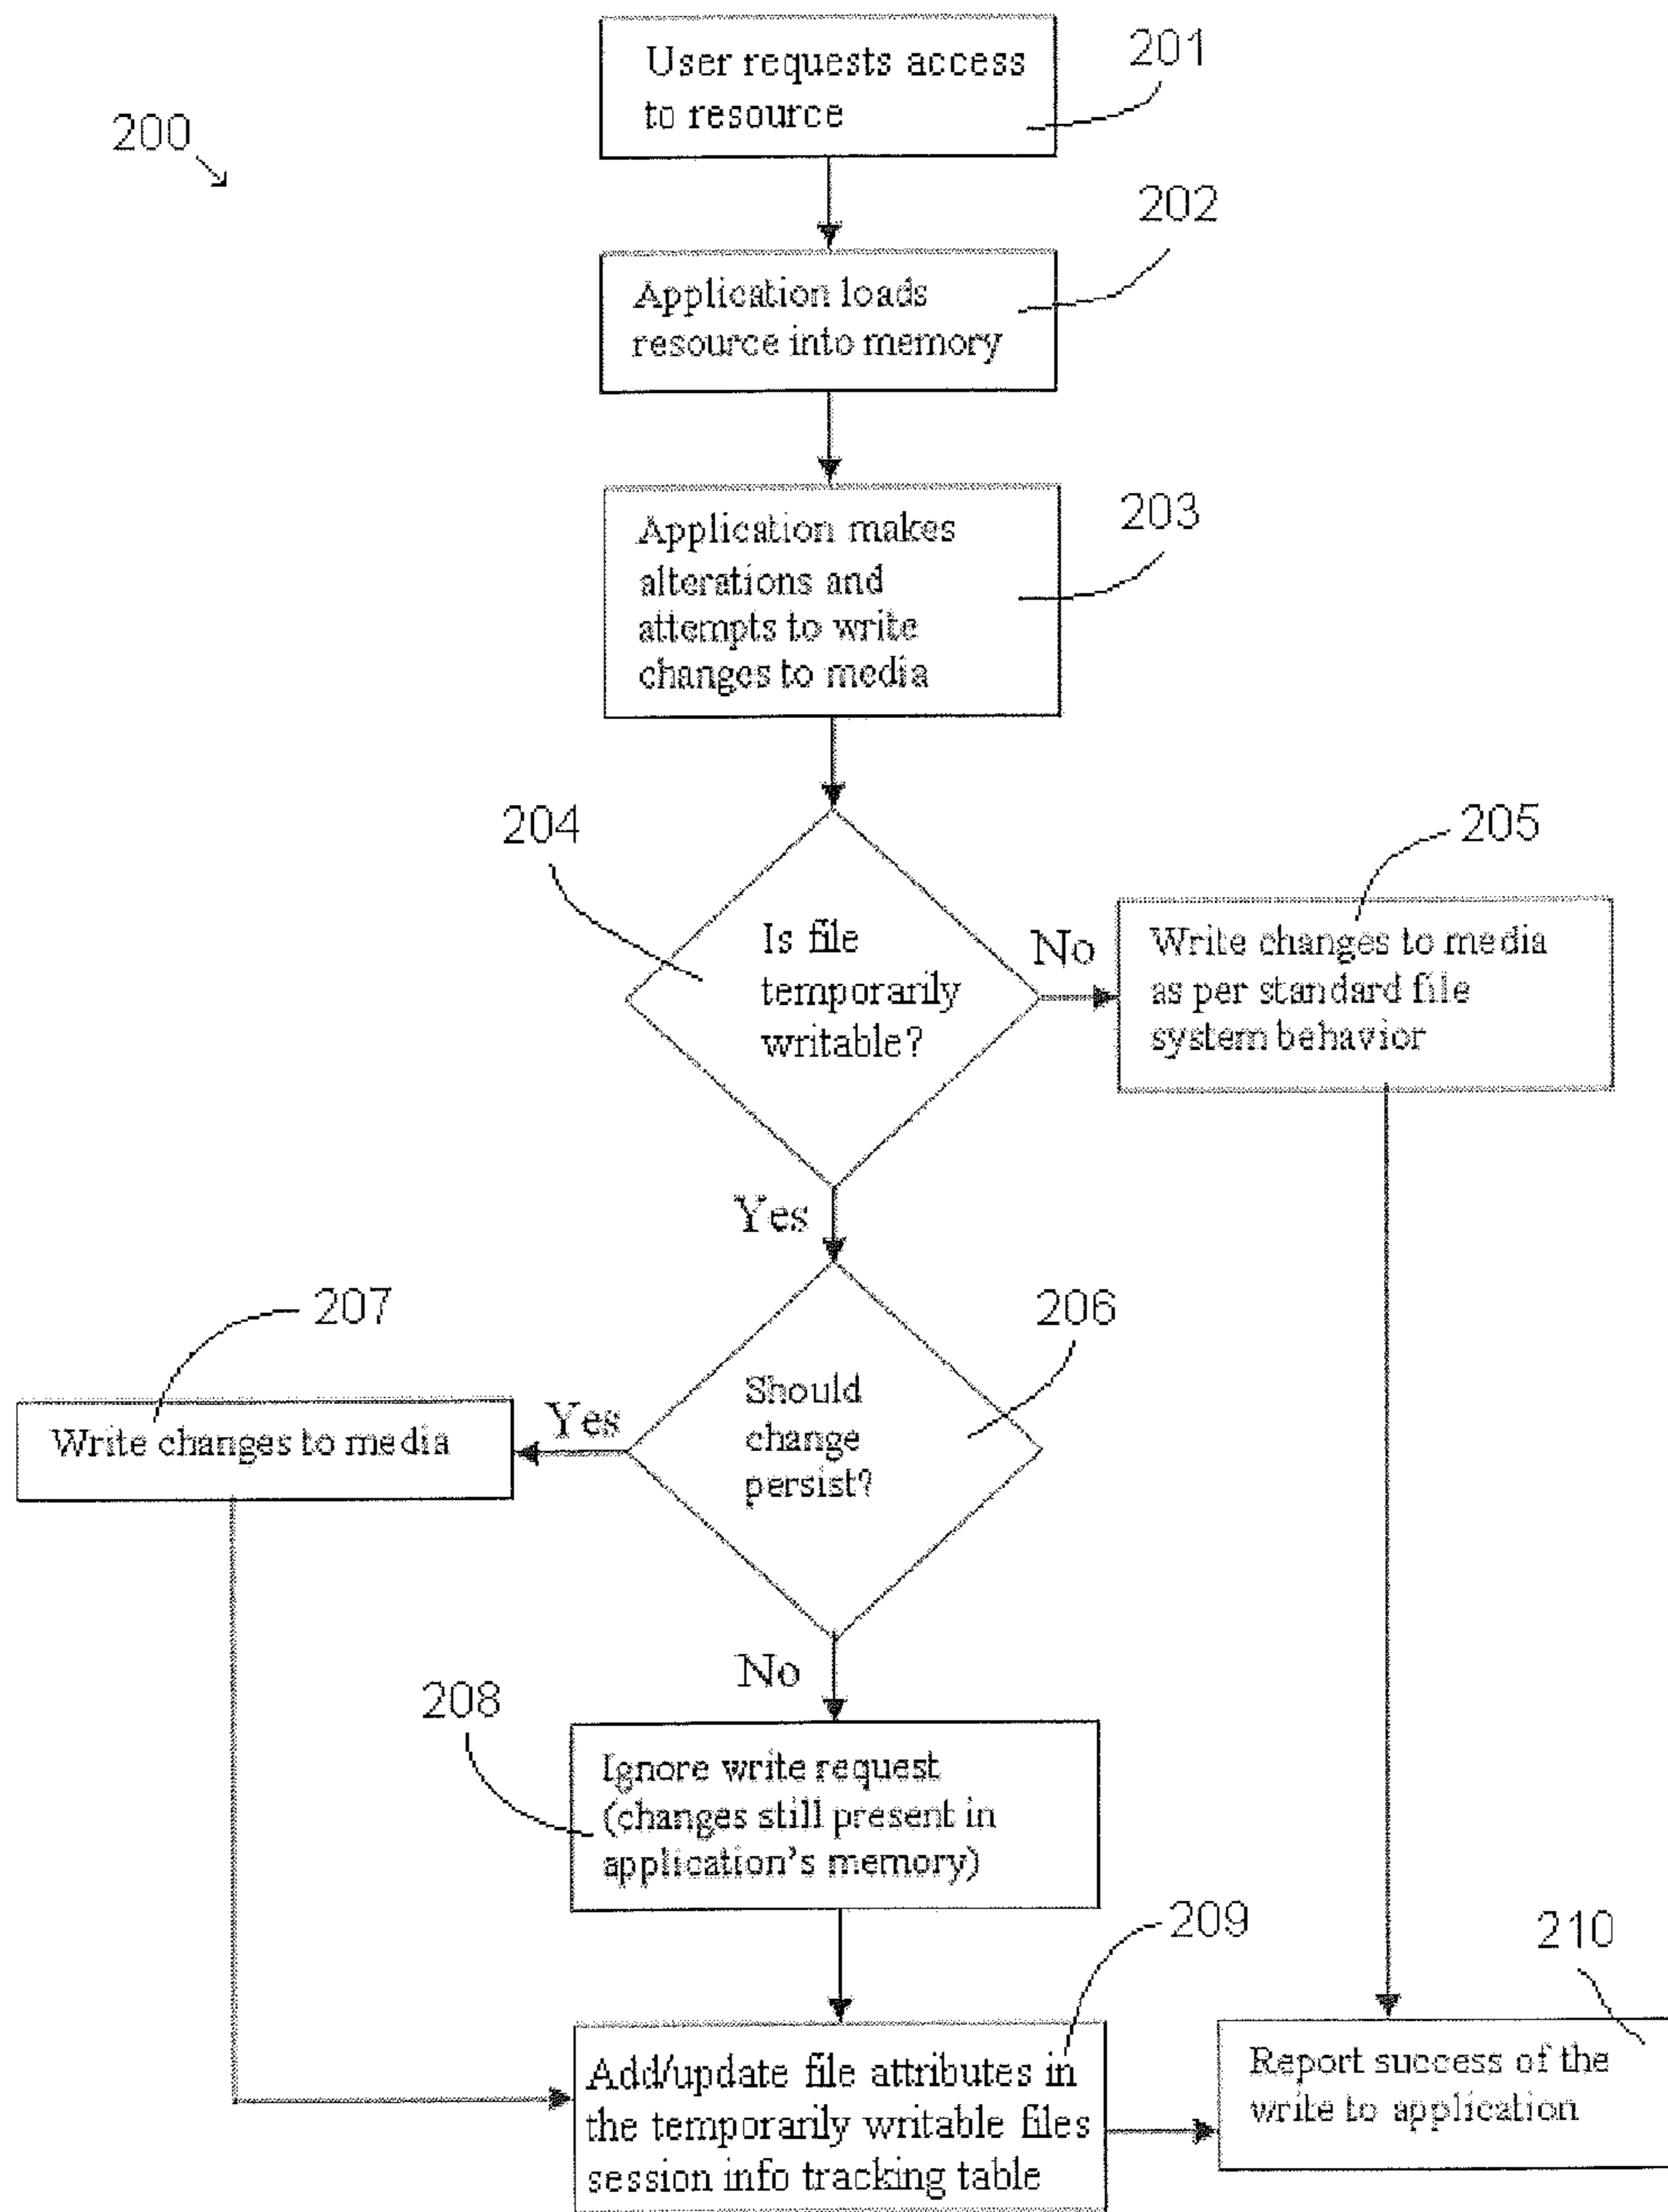 User requests access
to resource
201
200
202
Application loads
resource into memory
203
Application makes
alterations and
attempts to write
changes to media
204
Is file
temporarily
writable?
No
205
Write changes to media
as per standard file
system behavior
Yes
206
Should
change
persist?
Yes
207
Write changes to media
No
208
Ignore write request
(changes still present in
application's memory)
209
Add/update file attributes in
the temporarily writable files
session info tracking table
210
Report success of the
write to application